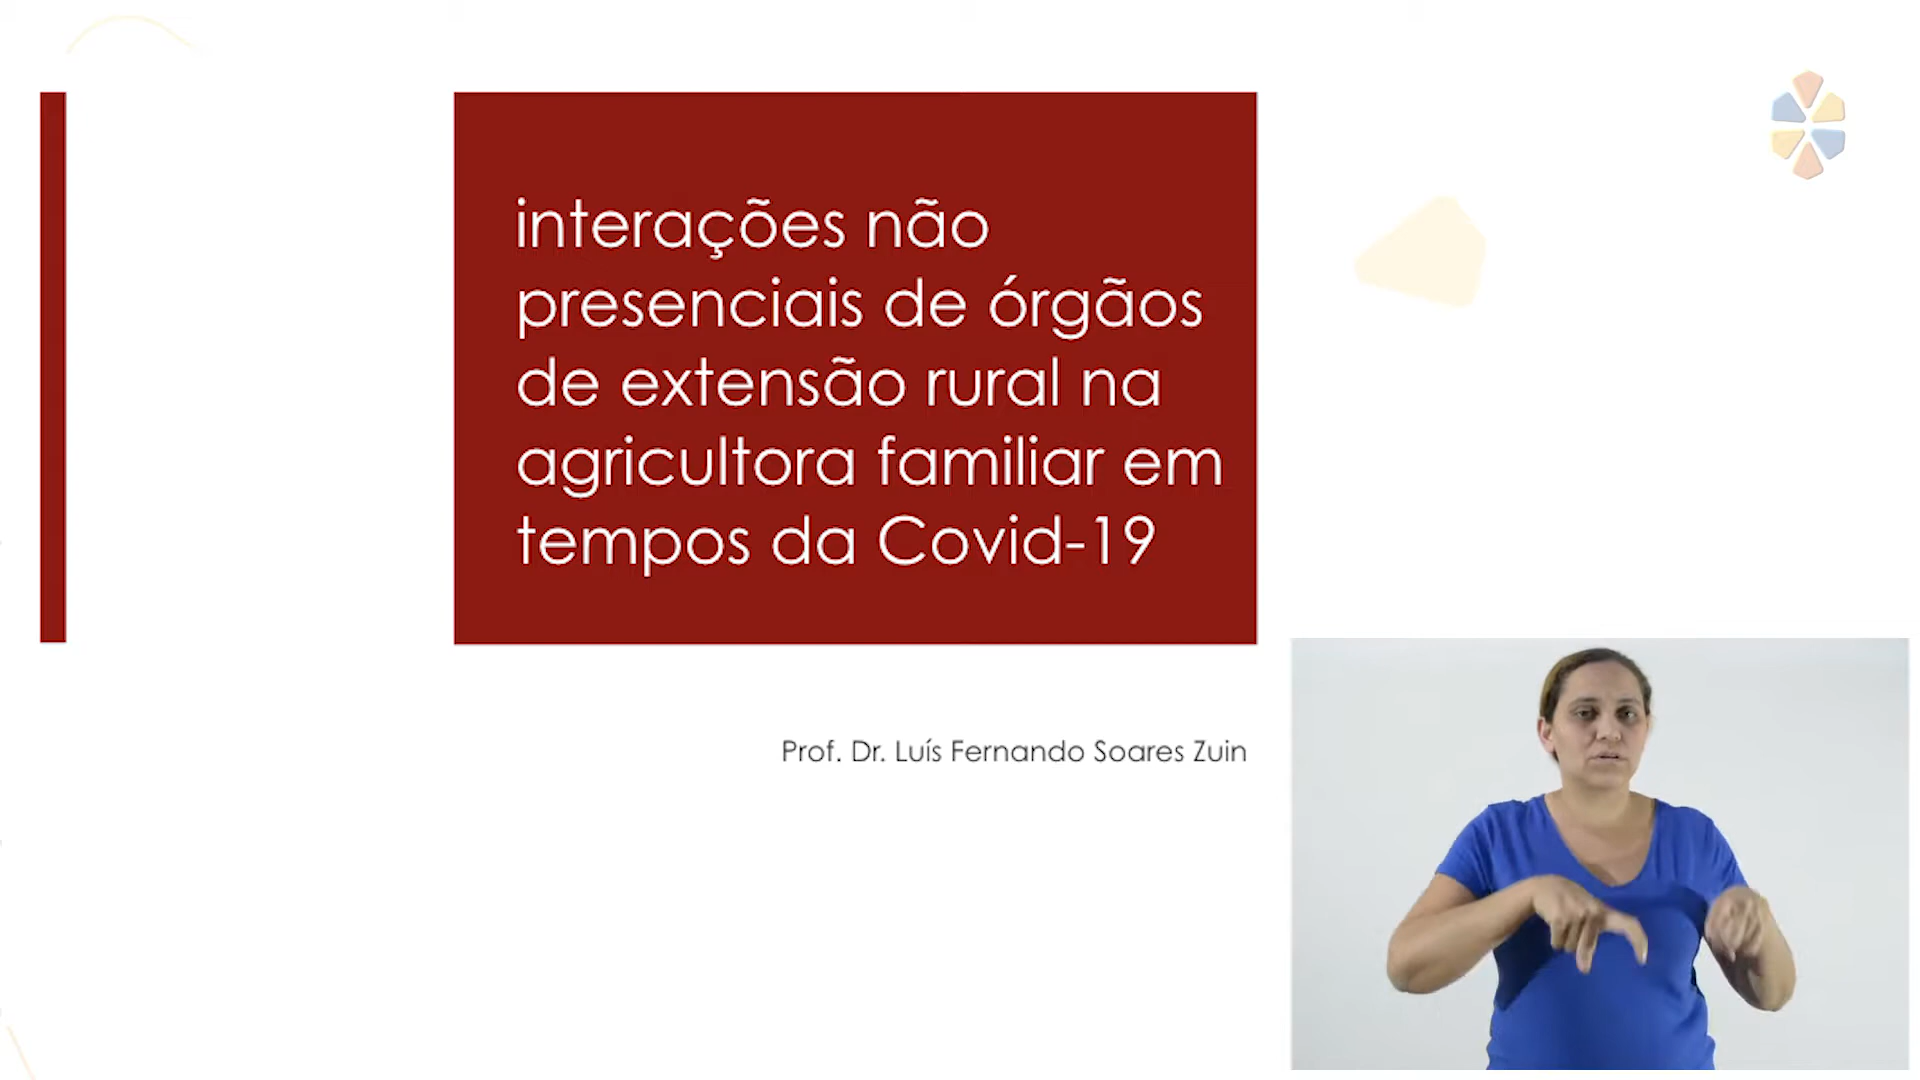 interações não
presenciais de órgãos
de extensão rural na
agricultora familiar em
tempos da Covid-19
Prof. Dr. Luís Fernando Soares Zuin